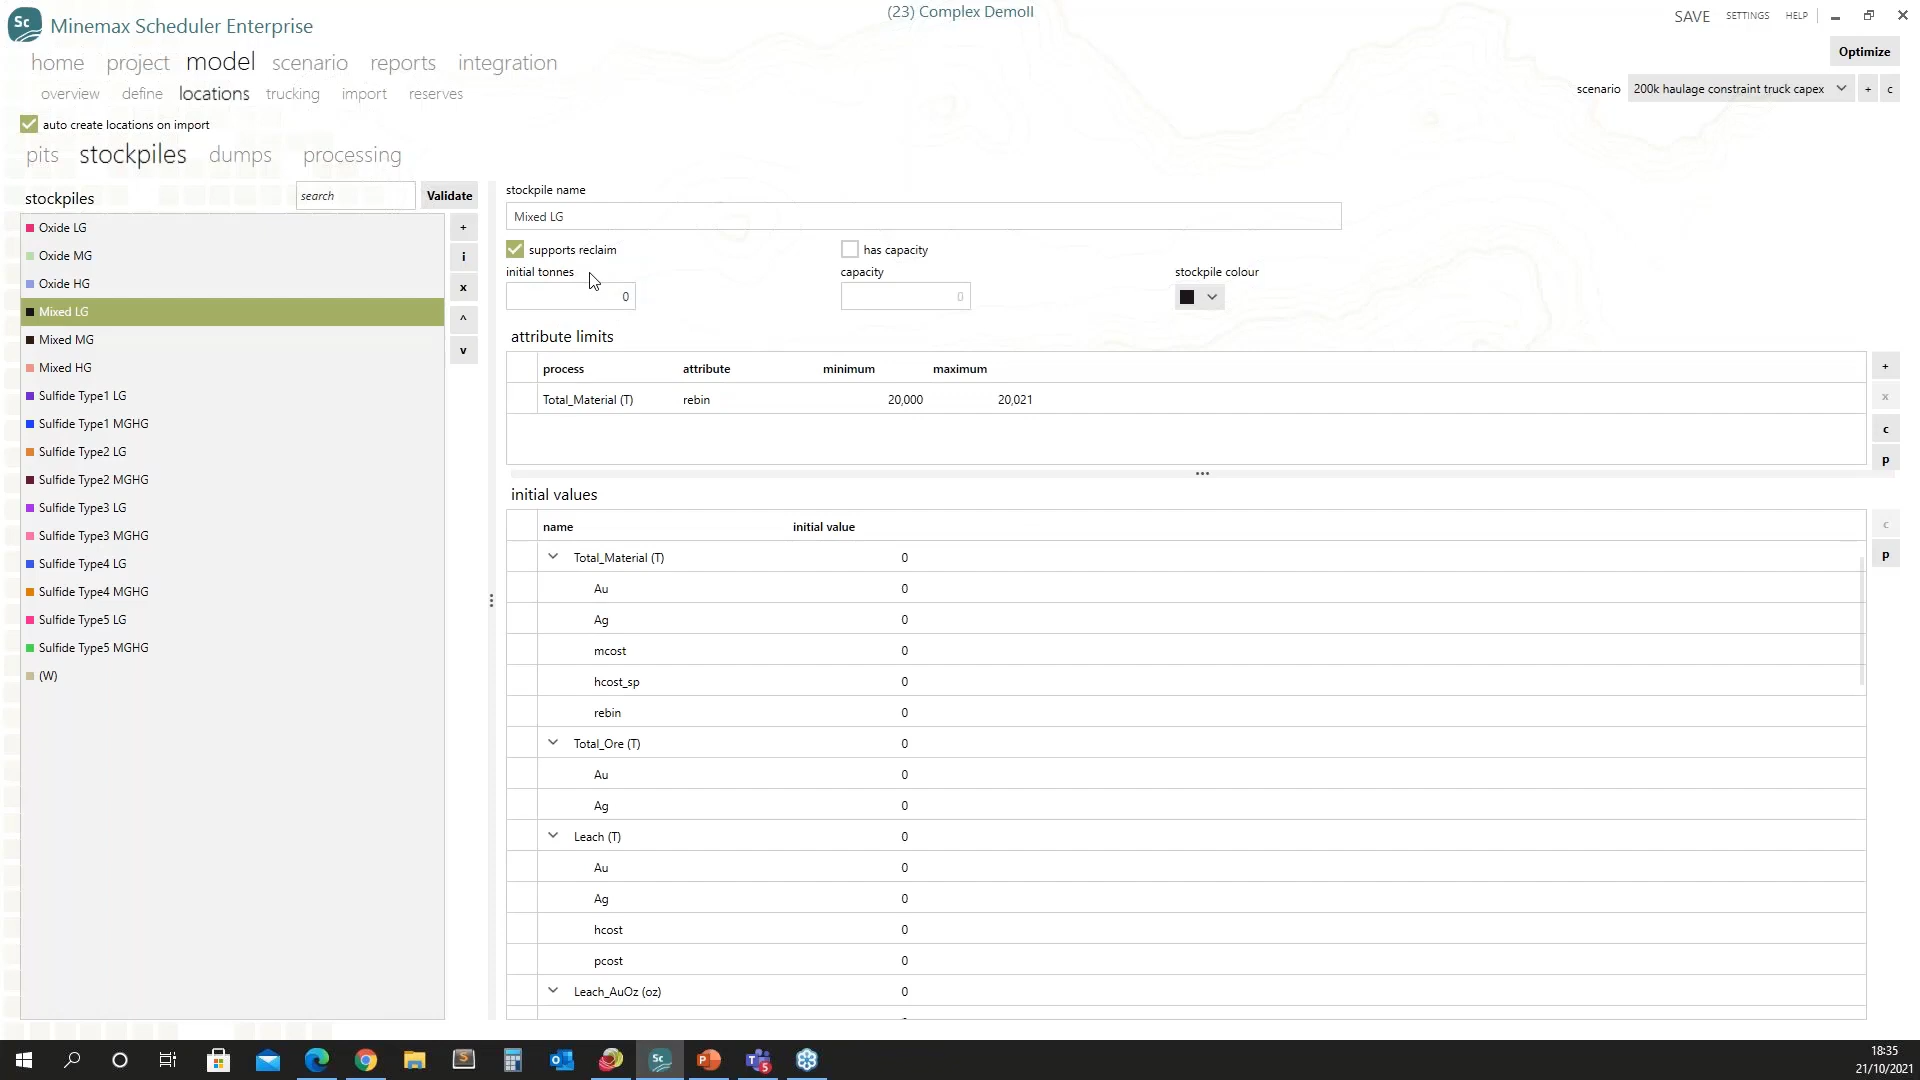 Sc Minemax Scheduler Enterprise
(23) Complex DemoII
SAVE SETTINGS HELP
home project model scenario reports integration
Optimize
overview define locations trucking import reserves
scenario 200k haulage constraint truck capex + c
auto create locations on import
pits stockpiles dumps processing
stockpiles search Validate
Oxide LG
Oxide MG
Oxide HG
Mixed LG
Mixed MG
Mixed HG
Sulfide Type1 LG
Sulfide Type1 MGHG
Sulfide Type2 LG
Sulfide Type2 MGHG
Sulfide Type3 LG
Sulfide Type3 MGHG
Sulfide Type4 LG
Sulfide Type4 MGHG
Sulfide Type5 LG
Sulfide Type5 MGHG
(W)
+
i
x
^
v
stockpile name
Mixed LG
supports reclaim has capacity
initial tonnes capacity stockpile colour
0 0
attribute limits
process attribute minimum maximum
Total_Material (T) rebin 20,000 20,021
+
x
c
p
initial values
name initial value
Total_Material (T) 0
Au 0
Ag 0
mcost 0
hcost_sp 0
rebin 0
Total_Ore (T) 0
Au 0
Ag 0
Leach (T) 0
Au 0
Ag 0
hcost 0
pcost 0
Leach_AuOz (oz) 0
c
p
S Sc P T 5
18:35
21/10/2021